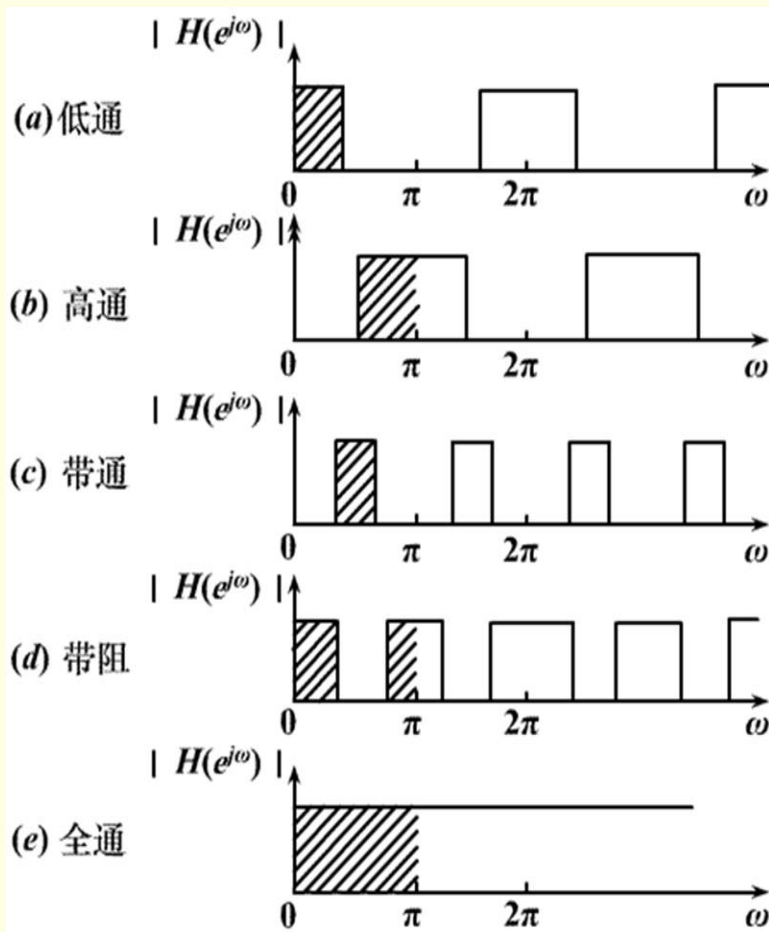 | H(e^{jω}) |
(a)低通
0 π 2π ω
| H(e^{jω}) |
(b) 高通
0 π 2π ω
| H(e^{jω}) |
(c) 带通
0 π 2π ω
| H(e^{jω}) |
(d) 带阻
0 π 2π ω
| H(e^{jω}) |
(e) 全通
0 π 2π ω